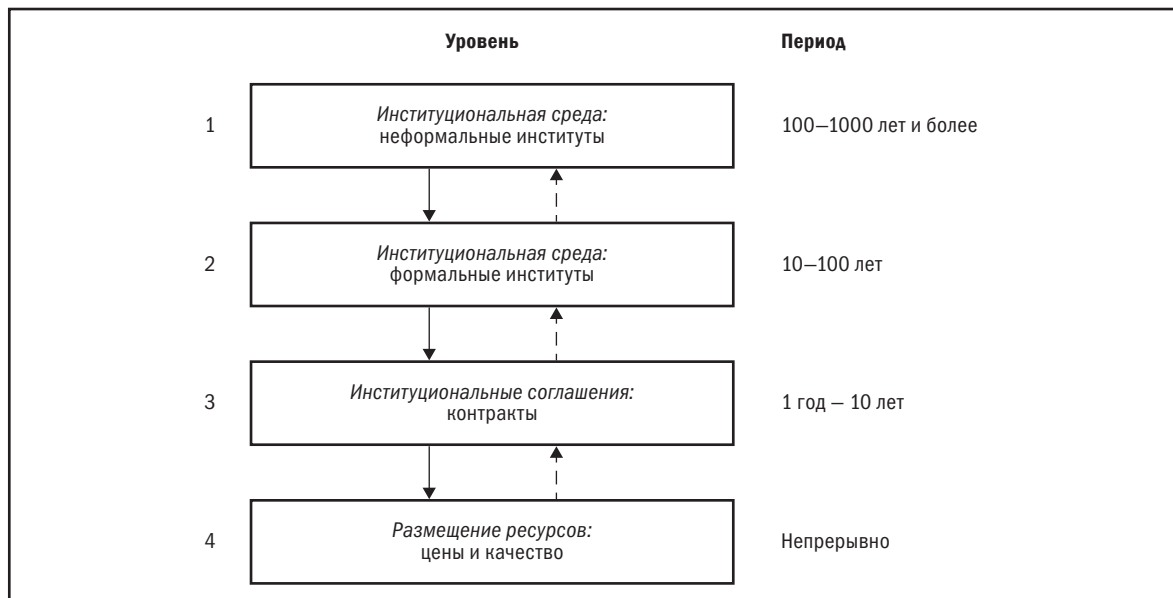 Уровень Период
1 Институциональная среда: 100—1000 лет и более
неформальные институты
2 Институциональная среда: 10—100 лет
формальные институты
3 Институциональные соглашения: 1 год — 10 лет
контракты
4 Размещение ресурсов: Непрерывно
цены и качество